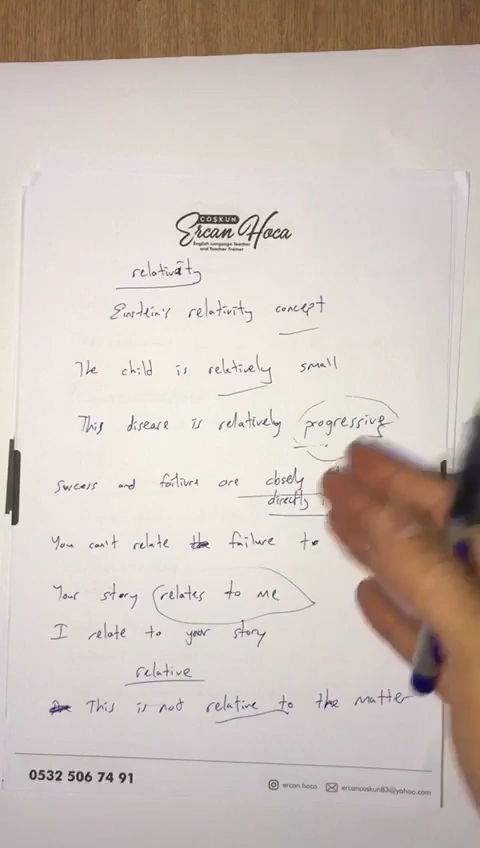 COŞKUN
Ercan Hoca
English Language Teacher
and Teacher Trainer
relativity
Einstein's relativity concept
The child is relatively small
This disease is relatively progressive
Success and failure are closely
directly
You can't relate failure to
Your story relates to me
I relate to your story
relative
This is not relative to the matter
0532 506 74 91
ercan.hoca
ercancoskun83@yahoo.com